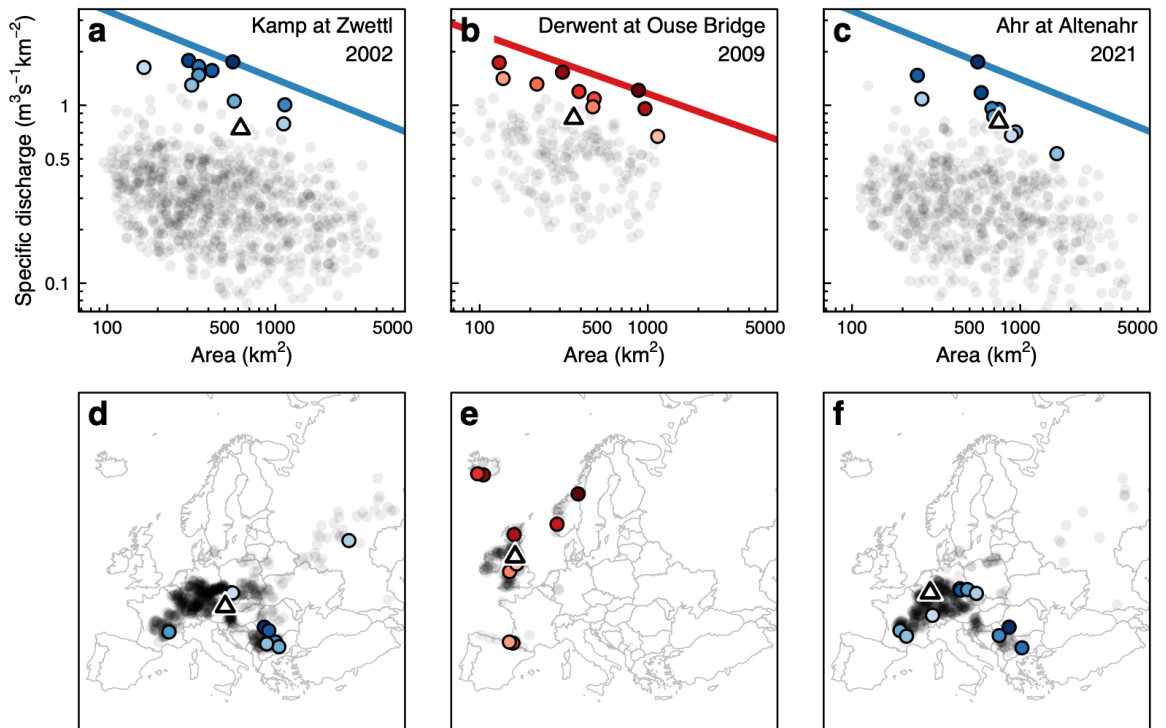 a
Kamp at Zwettl
2002
b
Derwent at Ouse Bridge
2009
c
Ahr at Altenahr
2021
Specific discharge (m³s⁻¹km⁻²)
1
0.5
0.1
100 500 1000 5000
100 500 1000 5000
100 500 1000 5000
Area (km²)
Area (km²)
Area (km²)
d
e
f